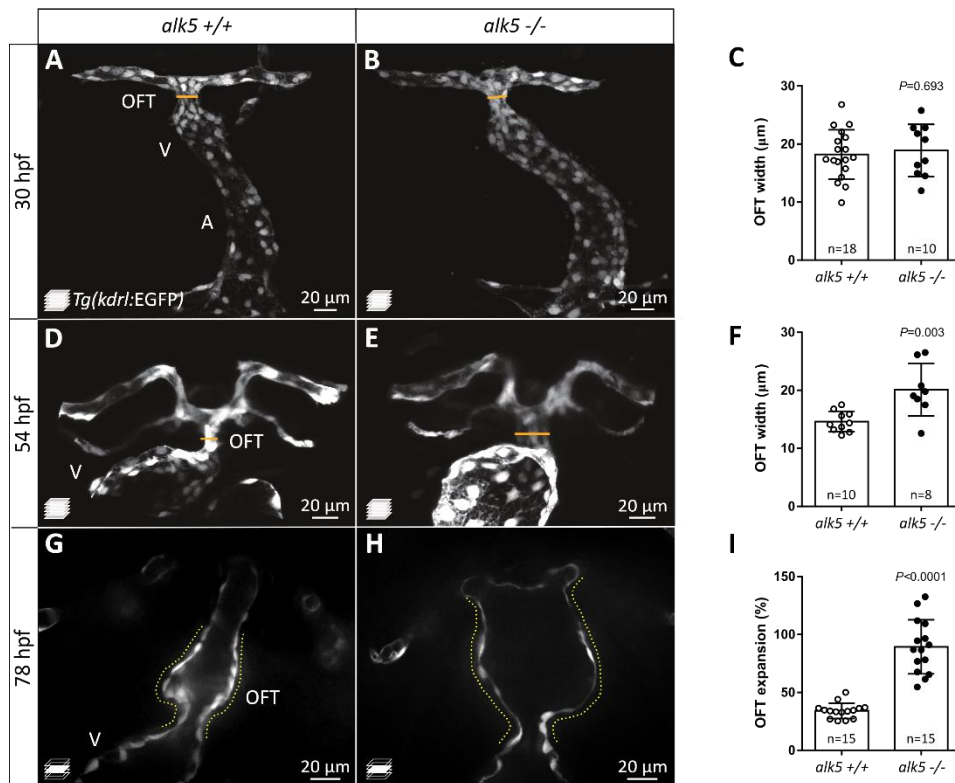 alk5 +/+
alk5 -/-
30 hpf
A
OFT
V
A
Tg(kdrl:EGFP)
20 µm
B
20 µm
C
P=0.693
OFT width (µm)
30
20
10
0
n=18
n=10
alk5 +/+
alk5 -/-
54 hpf
D
OFT
V
20 µm
E
20 µm
F
P=0.003
OFT width (µm)
30
20
10
0
n=10
n=8
alk5 +/+
alk5 -/-
78 hpf
G
OFT
V
20 µm
H
20 µm
I
P<0.0001
OFT expansion (%)
150
100
50
0
n=15
n=15
alk5 +/+
alk5 -/-